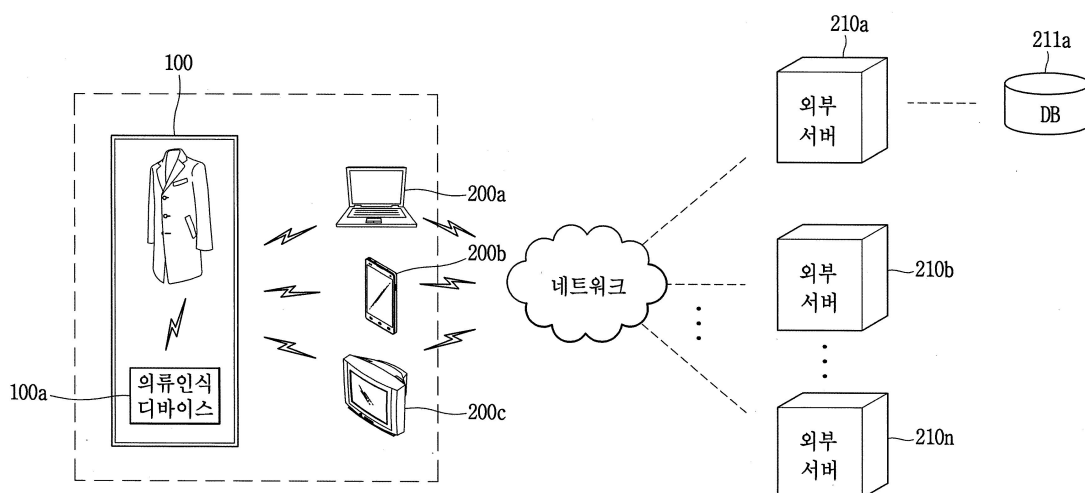 100
의류인식
디바이스
100a
200a
200b
200c
네트워크
210a
외부
서버
211a
DB
외부
서버
210b
외부
서버
210n